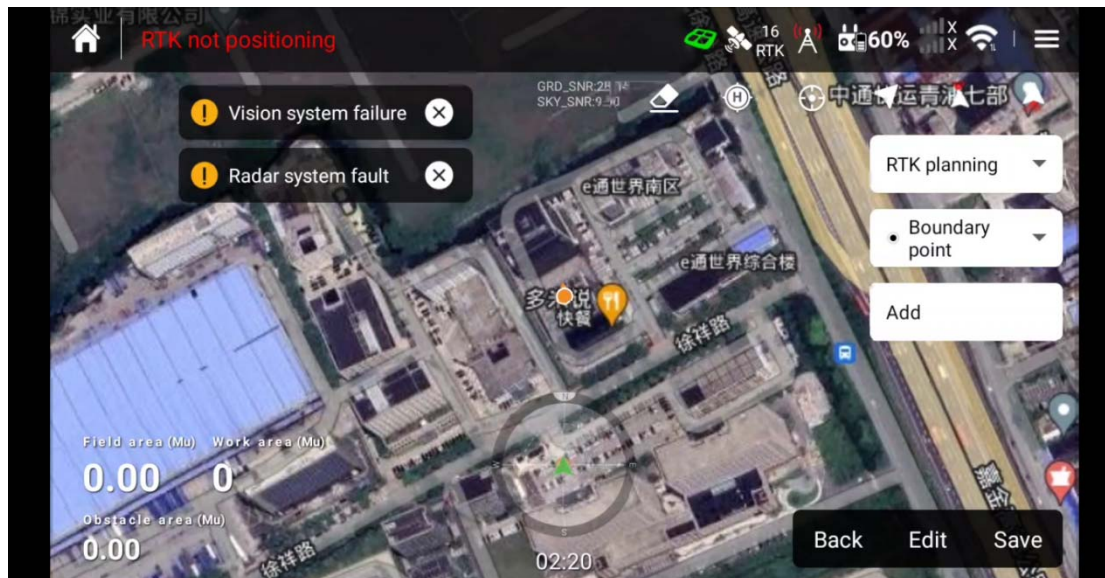 RTK not positioning
16
RTK
60%
X
X
Vision system failure
Radar system fault
RTK planning
Boundary
point
Add
e通世界南区
e通世界综合楼
快餐
徐祥路
Field area (Mu) Work area (Mu)
0.00 0
Obstacle area (Mu)
0.00
徐祥路
N
W
E
S
02:20
Back Edit Save